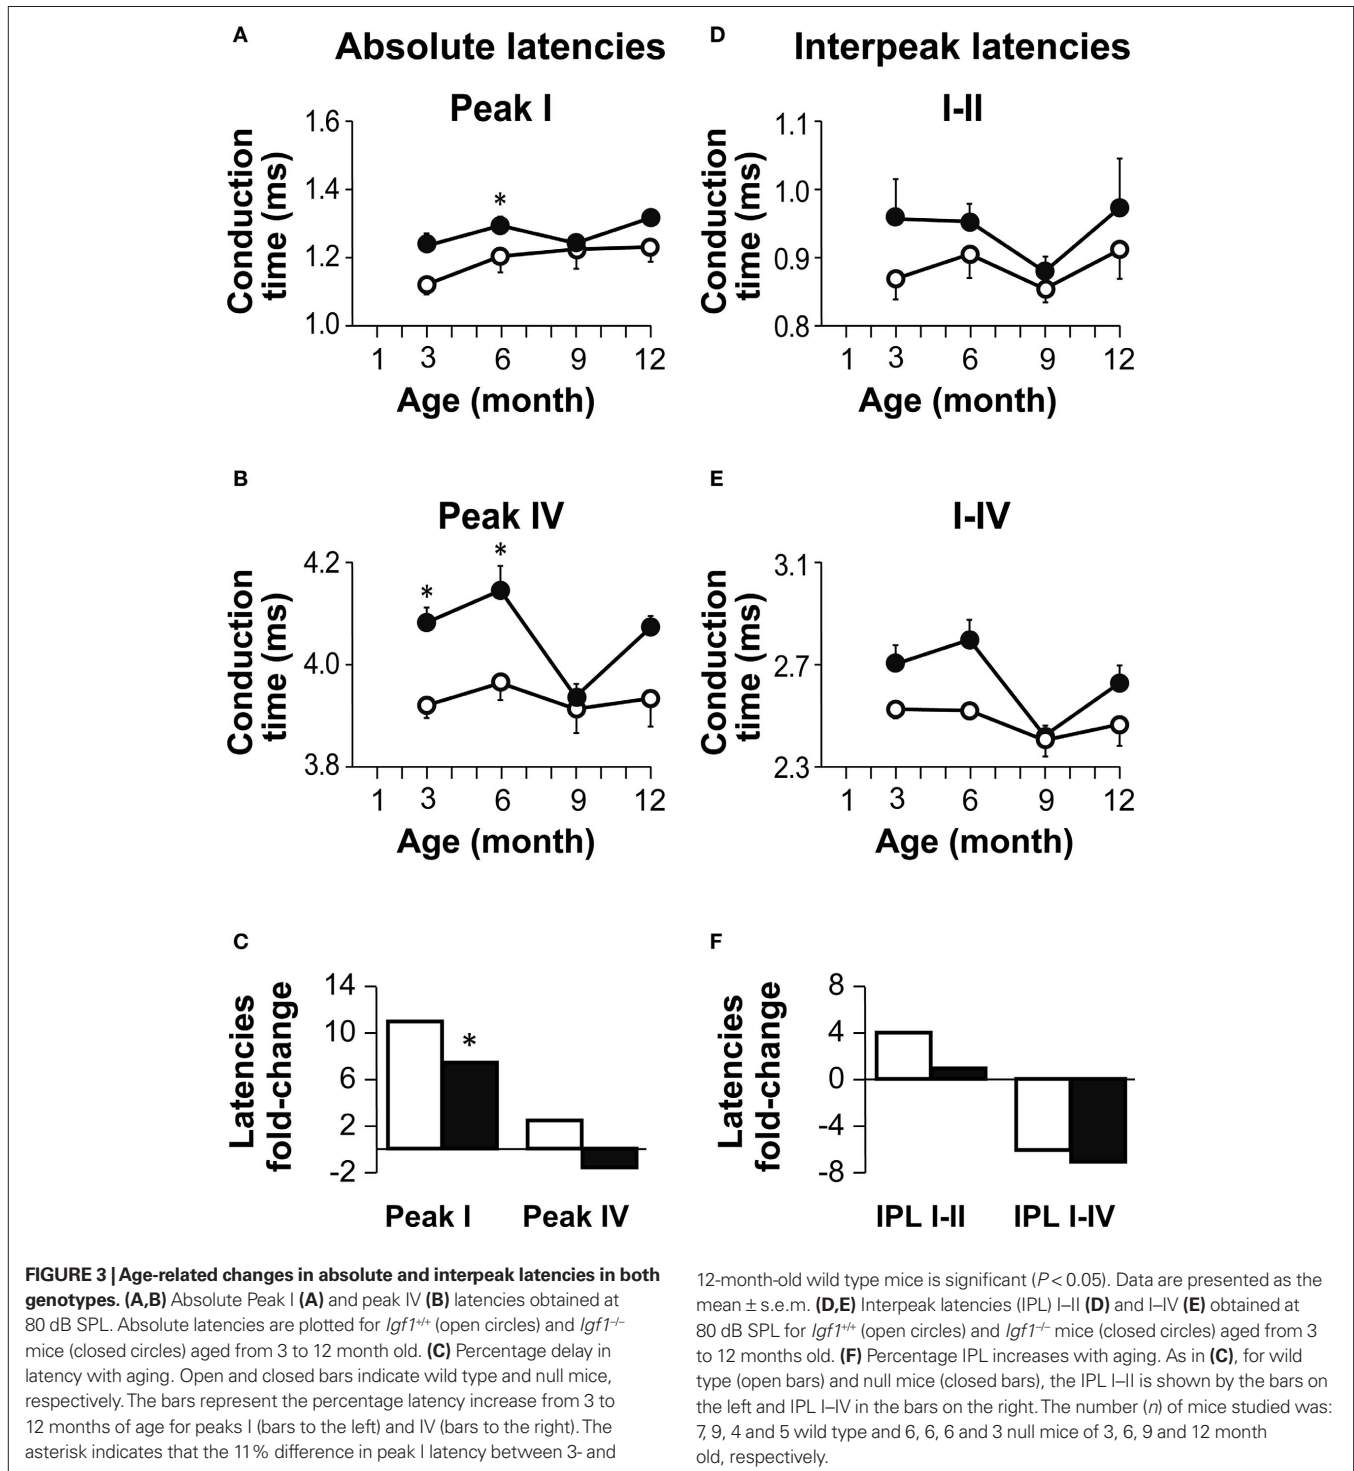 A
Absolute latencies
Peak I
Conduction
time (ms)
1.6
1.4
1.2
1.0
*
1 3 6 9 12
Age (month)
D
Interpeak latencies
I-II
Conduction
time (ms)
1.1
1.0
0.9
0.8
1 3 6 9 12
Age (month)
B
Peak IV
Conduction
time (ms)
4.2
4.0
3.8
*
*
1 3 6 9 12
Age (month)
E
I-IV
Conduction
time (ms)
3.1
2.7
2.3
1 3 6 9 12
Age (month)
C
Latencies
fold-change
14
10
6
2
-2
*
Peak I Peak IV
F
Latencies
fold-change
8
4
0
-4
-8
IPL I-II IPL I-IV
FIGURE 3 | Age-related changes in absolute and interpeak latencies in both
genotypes. (A,B) Absolute Peak I (A) and peak IV (B) latencies obtained at
80 dB SPL. Absolute latencies are plotted for Igf1+/+ (open circles) and Igf1−/−
mice (closed circles) aged from 3 to 12 month old. (C) Percentage delay in
latency with aging. Open and closed bars indicate wild type and null mice,
respectively. The bars represent the percentage latency increase from 3 to
12 months of age for peaks I (bars to the left) and IV (bars to the right). The
asterisk indicates that the 11% difference in peak I latency between 3- and
12-month-old wild type mice is significant (P < 0.05). Data are presented as the
mean ± s.e.m. (D,E) Interpeak latencies (IPL) I–II (D) and I–IV (E) obtained at
80 dB SPL for Igf1+/+ (open circles) and Igf1−/− mice (closed circles) aged from 3
to 12 months old. (F) Percentage IPL increases with aging. As in (C), for wild
type (open bars) and null mice (closed bars), the IPL I–II is shown by the bars on
the left and IPL I–IV in the bars on the right. The number (n) of mice studied was:
7, 9, 4 and 5 wild type and 6, 6, 6 and 3 null mice of 3, 6, 9 and 12 month
old, respectively.